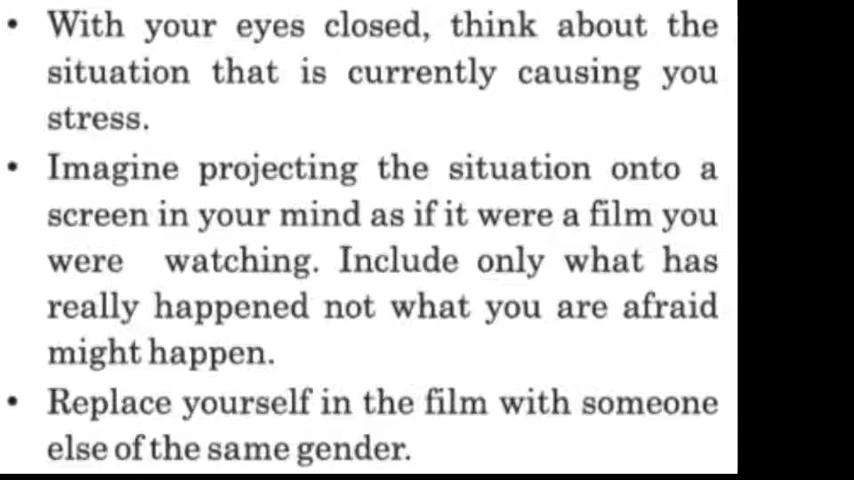 • With your eyes closed, think about the
situation that is currently causing you
stress.
• Imagine projecting the situation onto a
screen in your mind as if it were a film you
were watching. Include only what has
really happened not what you are afraid
might happen.
• Replace yourself in the film with someone
else of the same gender.